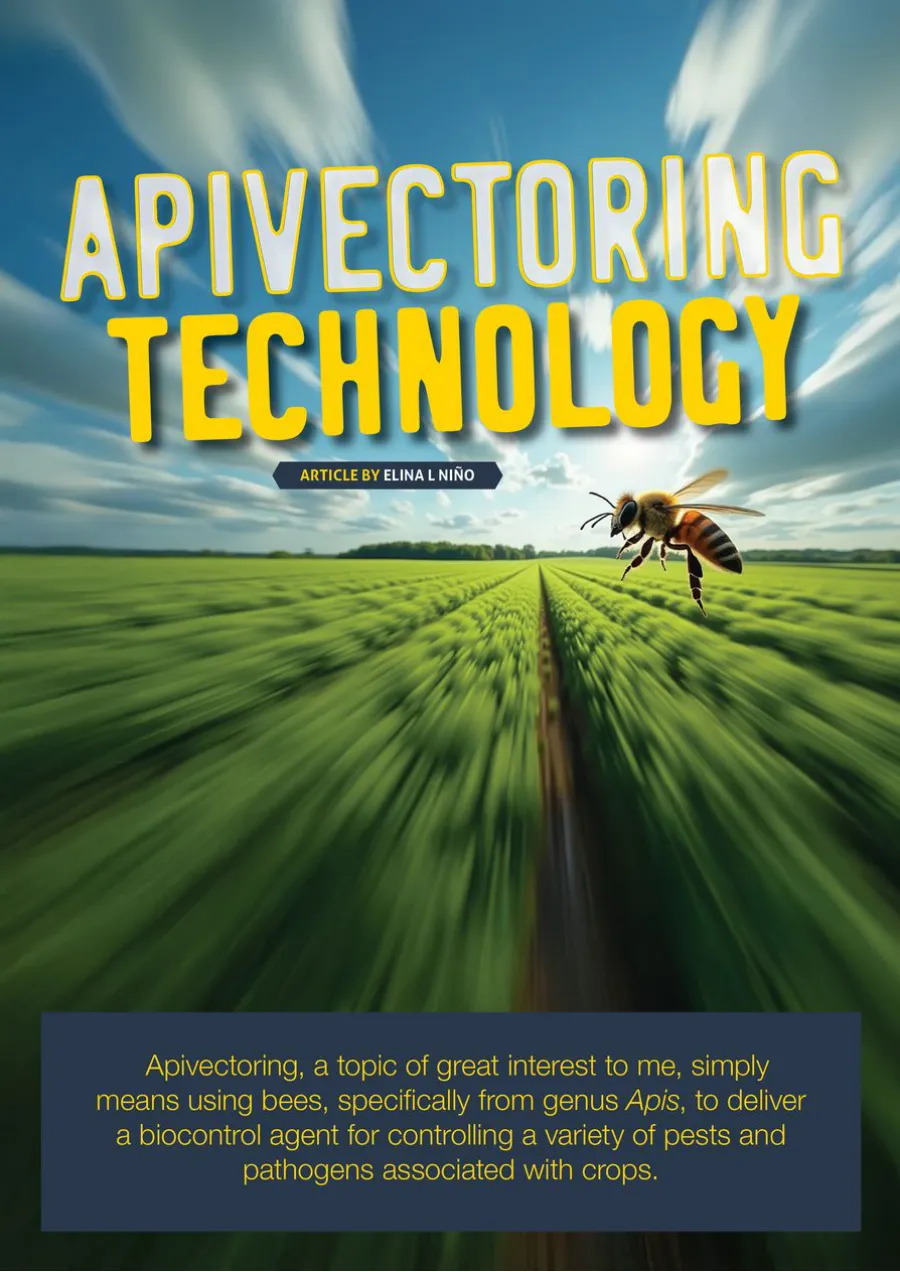 APIVECTORING
TECHNOLOGY
ARTICLE BY ELINA L NIÑO
Apivectoring, a topic of great interest to me, simply
means using bees, specifically from genus Apis, to deliver
a biocontrol agent for controlling a variety of pests and
pathogens associated with crops.